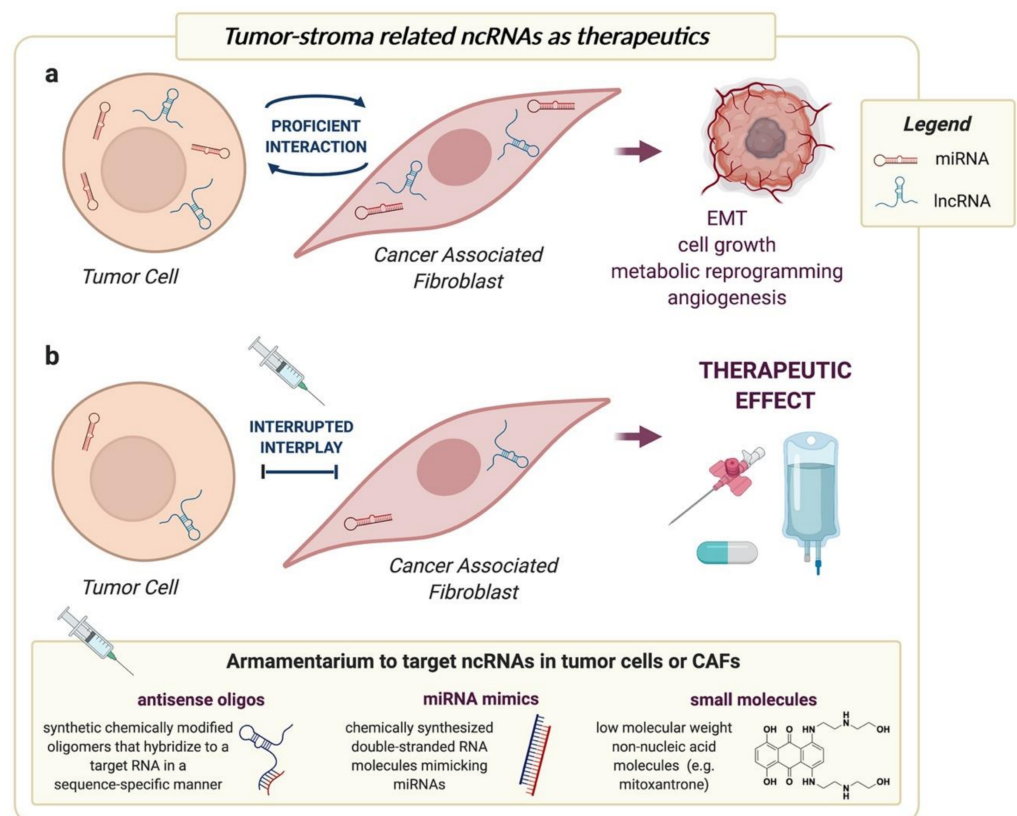 Tumor-stroma related ncRNAs as therapeutics
a
PROFICIENT
INTERACTION
Tumor Cell
Cancer Associated
Fibroblast
EMT
cell growth
metabolic reprogramming
angiogenesis
Legend
miRNA
lncRNA
b
INTERRUPTED
INTERPLAY
Tumor Cell
Cancer Associated
Fibroblast
THERAPEUTIC
EFFECT
Armamentarium to target ncRNAs in tumor cells or CAFs
antisense oligos
synthetic chemically modified
oligomers that hybridize to a
target RNA in a
sequence-specific manner
miRNA mimics
chemically synthesized
double-stranded RNA
molecules mimicking
miRNAs
small molecules
low molecular weight
non-nucleic acid
molecules (e.g.
mitoxantrone)
OH O HN H N OH
OH O HN N H OH